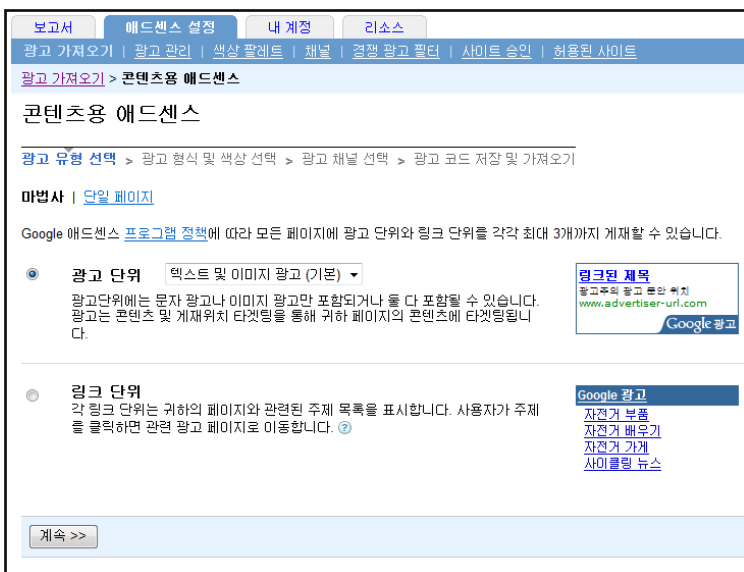 보고서 애드센스 설정 내 계정 리소스
광고 가져오기 | 광고 관리 | 색상 팔레트 | 채널 | 경쟁 광고 필터 | 사이트 승인 | 허용된 사이트
광고 가져오기 > 콘텐츠용 애드센스
콘텐츠용 애드센스
광고 유형 선택 > 광고 형식 및 색상 선택 > 광고 채널 선택 > 광고 코드 저장 및 가져오기
마법사 | 단일 페이지
Google 애드센스 프로그램 정책에 따라 모든 페이지에 광고 단위와 링크 단위를 각각 최대 3개까지 게재할 수 있습니다.
광고 단위 텍스트 및 이미지 광고 (기본)
광고단위에는 문자 광고나 이미지 광고만 포함되거나 둘 다 포함될 수 있습니다.
광고는 콘텐츠 및 게재위치 타겟팅을 통해 귀하 페이지의 콘텐츠에 타겟팅됩니
다.
링크된 제목
광고주의 광고 문안 위치
www.advertiser-url.com
Google 광고
링크 단위
각 링크 단위는 귀하의 페이지와 관련된 주제 목록을 표시합니다. 사용자가 주제
를 클릭하면 관련 광고 페이지로 이동합니다. ?
Google 광고
자전거 부품
자전거 배우기
자전거 가게
사이클링 뉴스
계속 >>